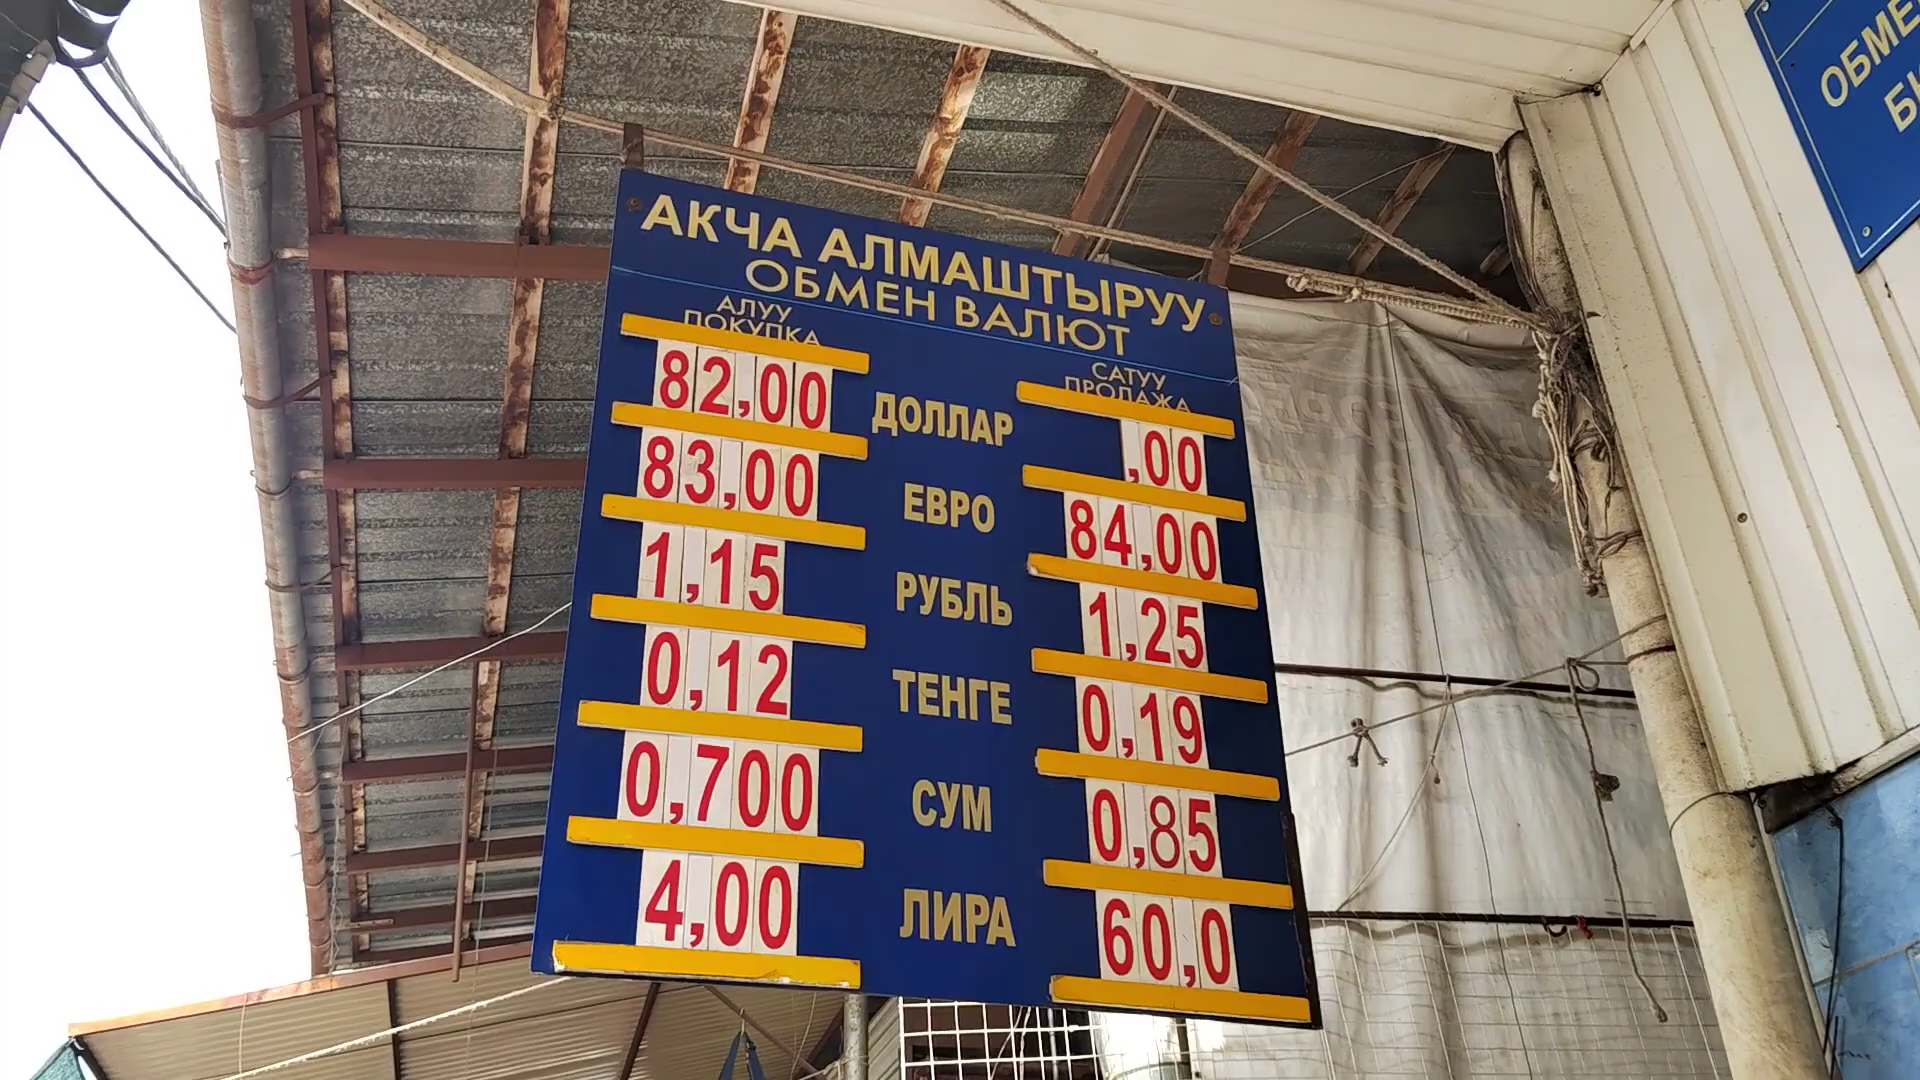 АКЧА АЛМАШТЫРУУ
ОБМЕН ВАЛЮТ
АЛУУ
ПОКУПКА
САТУУ
ПРОДАЖА
82,00 ДОЛЛАР ,00
83,00 ЕВРО 84,00
1,15 РУБЛЬ 1,25
0,12 ТЕНГЕ 0,19
0,700 СУМ 0,85
4,00 ЛИРА 60,0